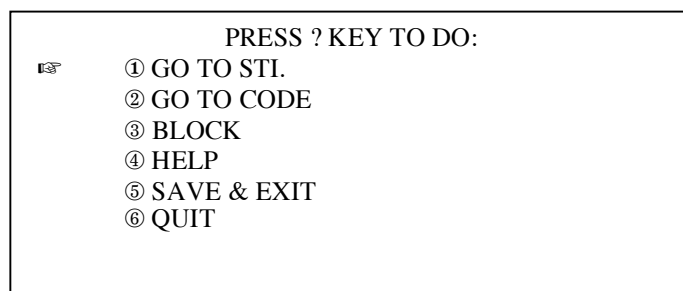 PRESS ? KEY TO DO:
☞ ① GO TO STI.
② GO TO CODE
③ BLOCK
④ HELP
⑤ SAVE & EXIT
⑥ QUIT